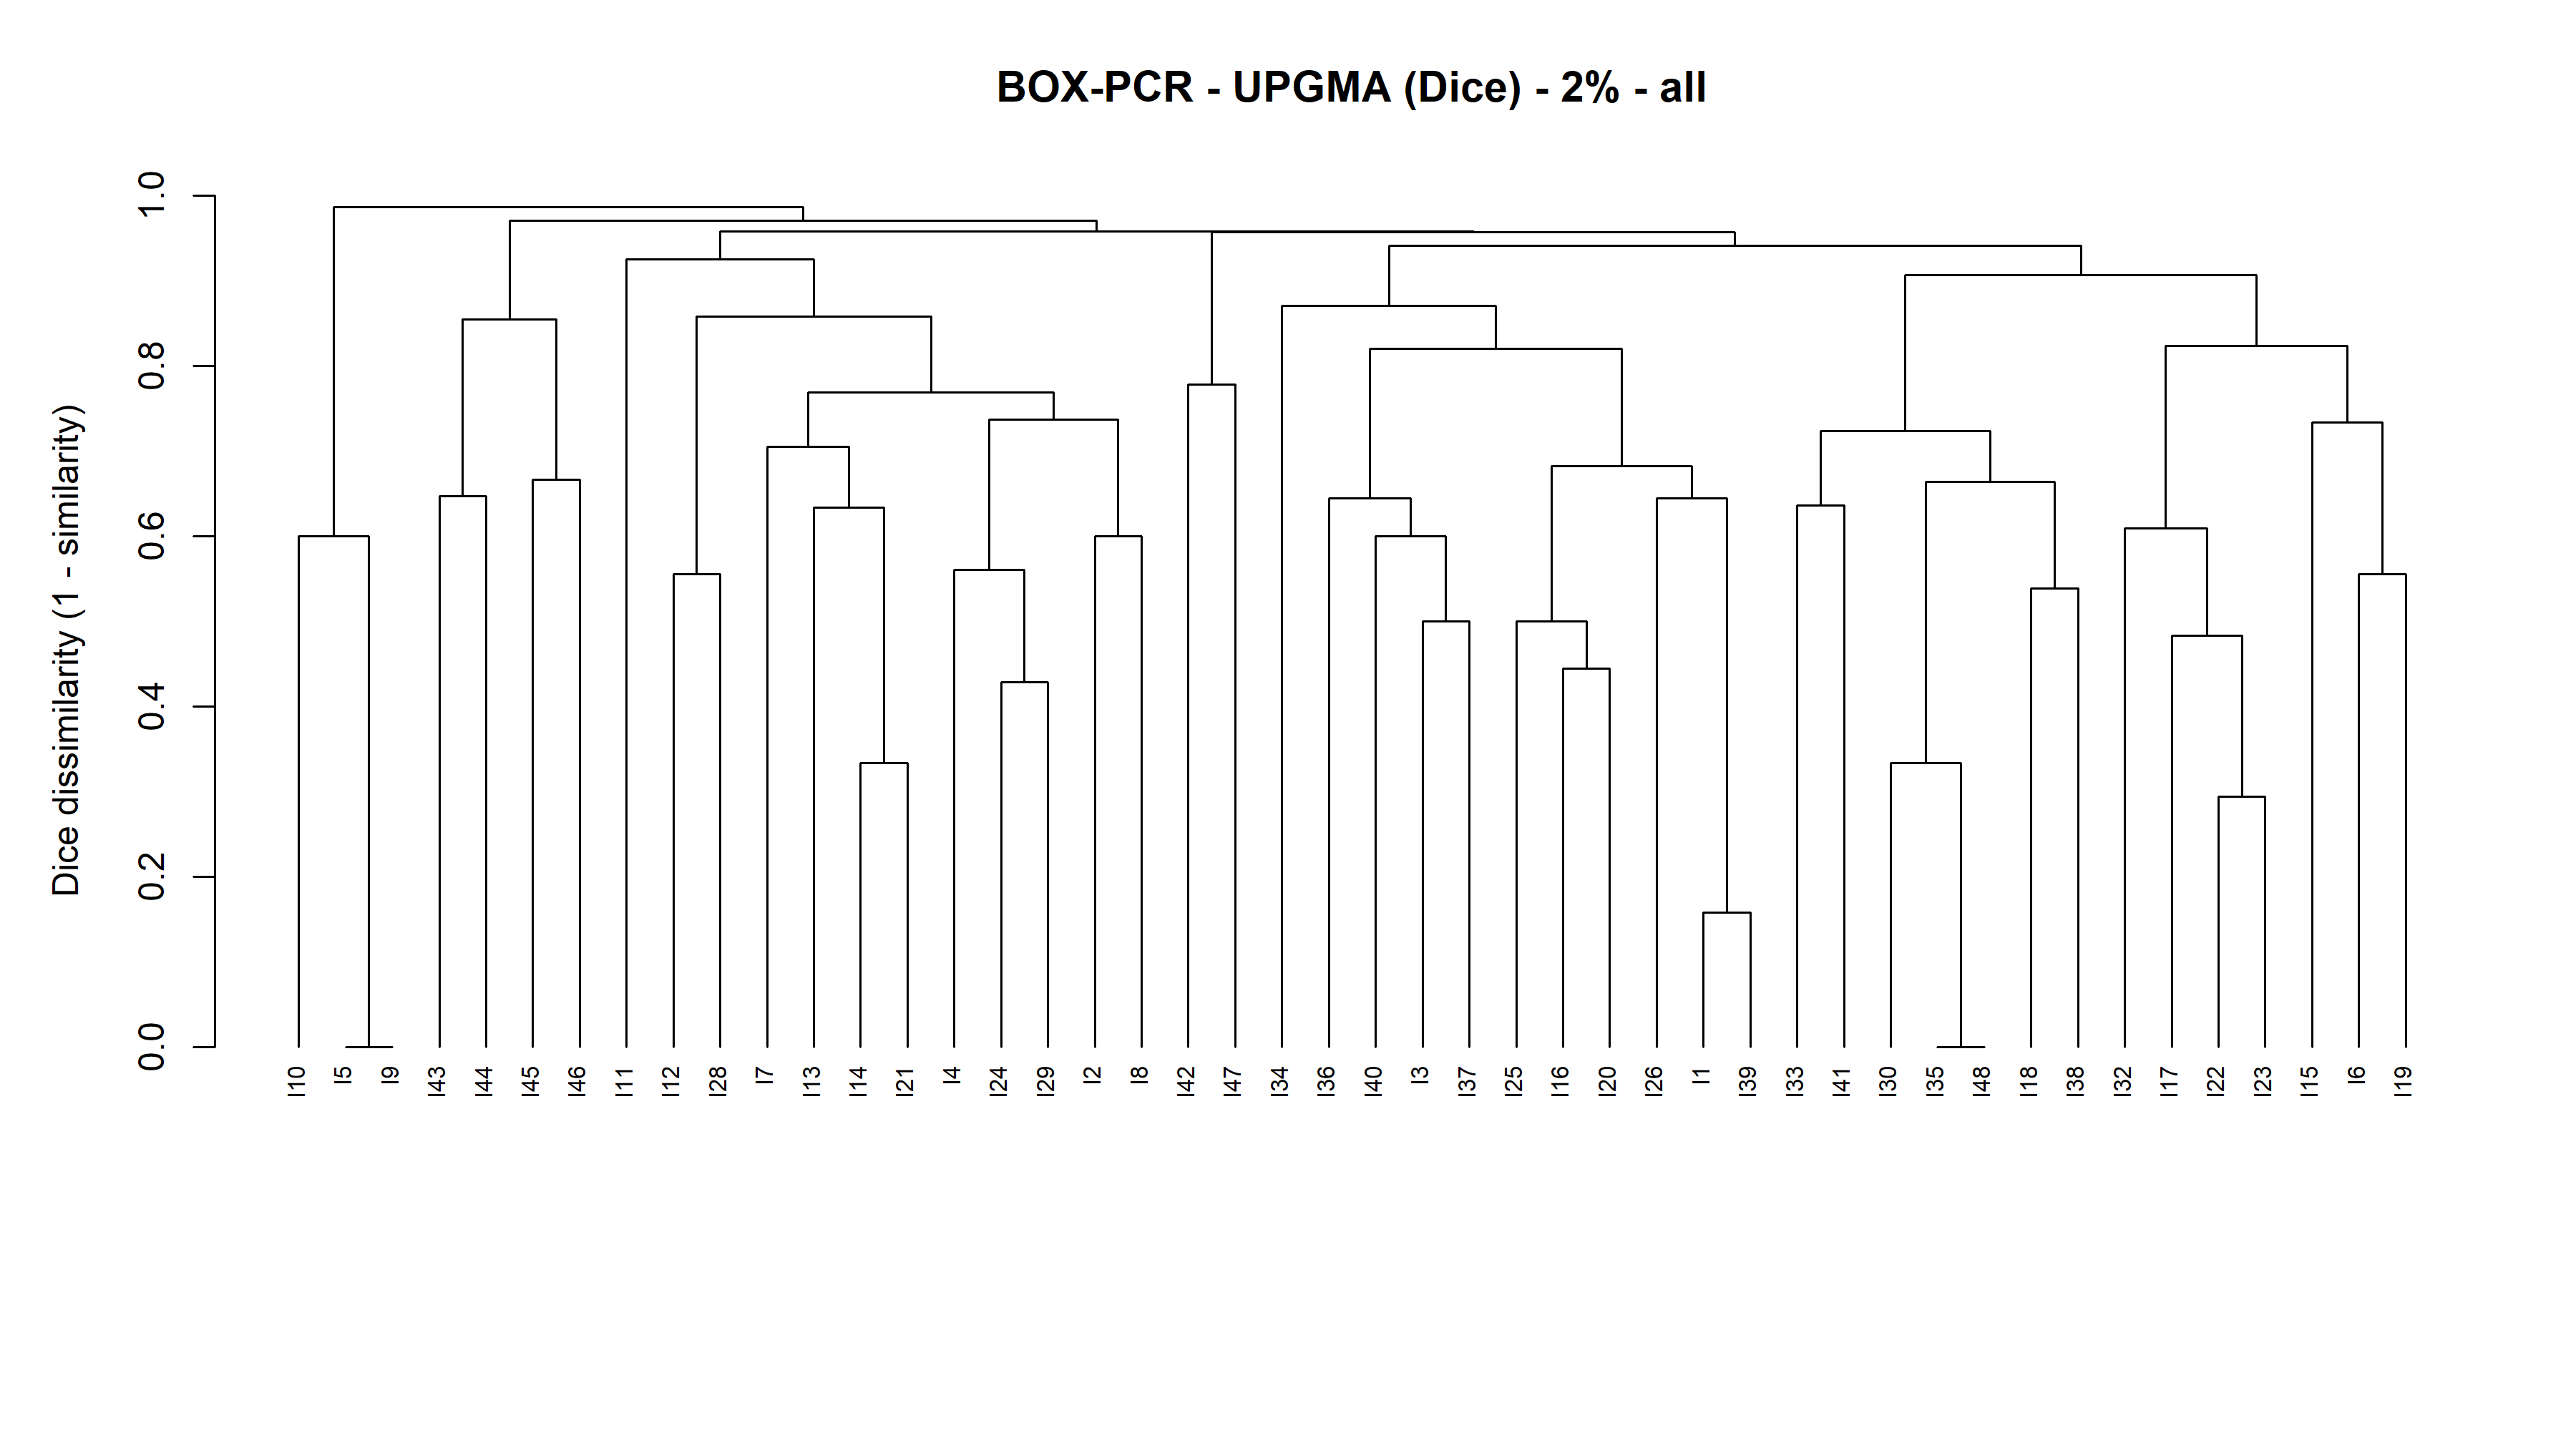 BOX-PCR - UPGMA (Dice) - 2% - all
Dice dissimilarity (1 - similarity)
1.0
0.8
0.6
0.4
0.2
0.0
I10 I5 I9 I43 I44 I45 I46 I11 I12 I28 I7 I13 I14 I21 I4 I24 I29 I2 I8 I42 I47 I34 I36 I40 I3 I37 I25 I16 I20 I26 I1 I39 I33 I41 I30 I35 I48 I18 I38 I32 I17 I22 I23 I15 I6 I19